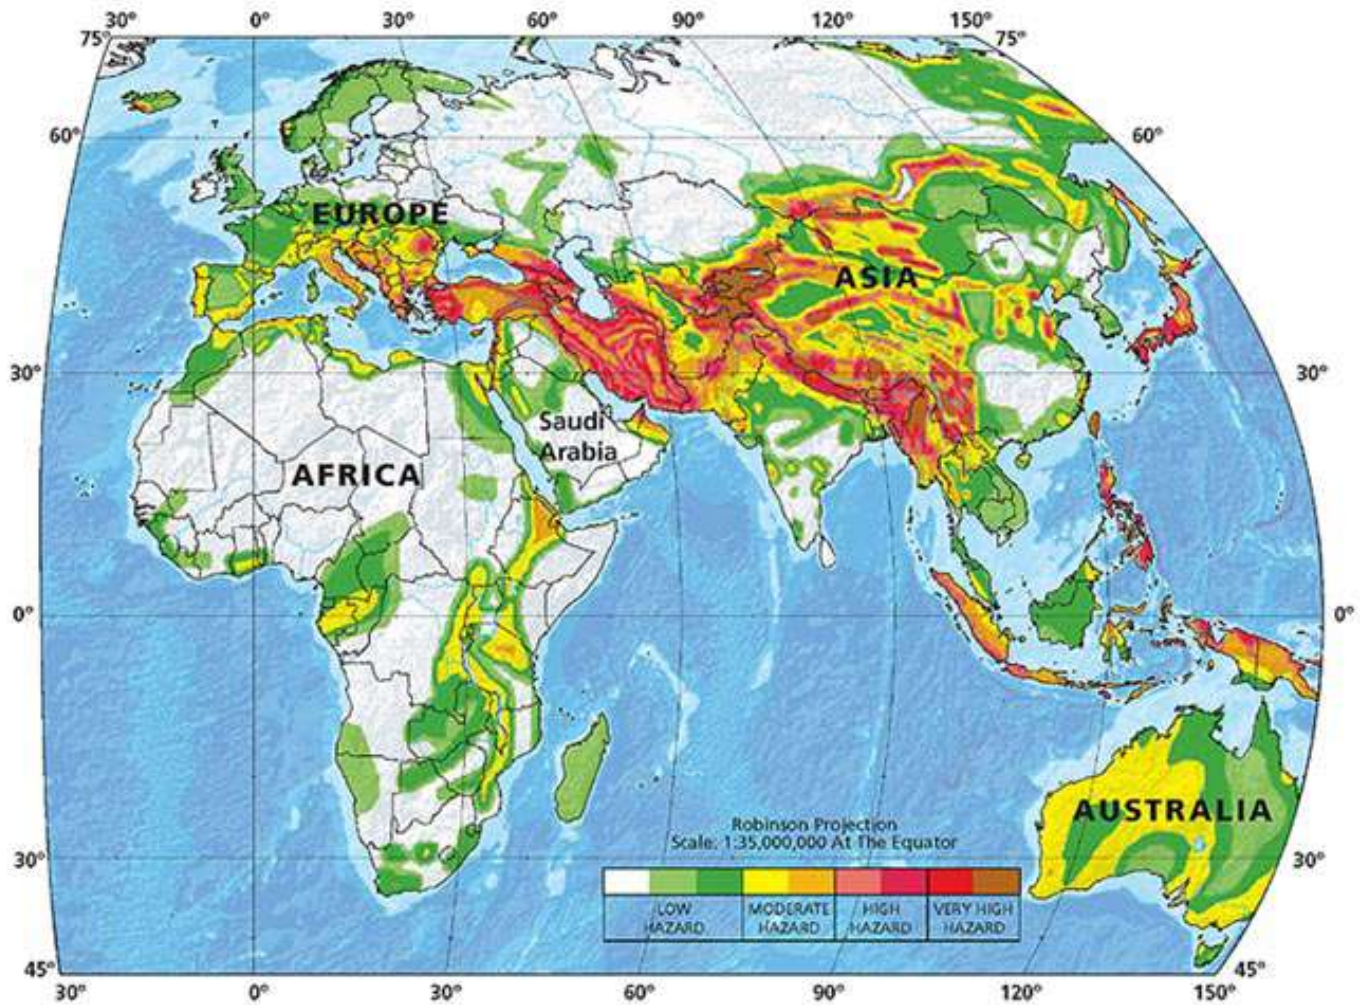 30° 0° 30° 60° 90° 120° 150°
75° 75°
60° 60°
EUROPE
ASIA
30° 30°
Saudi
Arabia
AFRICA
0° 0°
AUSTRALIA
Robinson Projection
Scale: 1:35,000,000 At The Equator
30° 30°
LOW
HAZARD
MODERATE
HAZARD
HIGH
HAZARD
VERY HIGH
HAZARD
45° 45°
30° 0° 30° 60° 90° 120° 150°